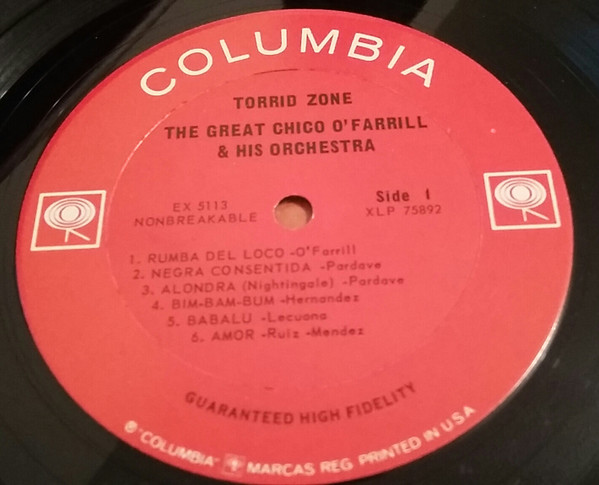 COLUMBIA
TORRID ZONE
THE GREAT CHICO O'FARRILL
& HIS ORCHESTRA
EX 5113
NONBREAKABLE
Side 1
XLP 75892
1. RUMBA DEL LOCO -O'Farrill
2. NEGRA CONSENTIDA -Pardave
3. ALONDRA (Nightingale) -Pardave
4. BIM-BAM-BUM -Hernandez
5. BABALU -Lecuona
6. AMOR -Ruiz -Mendez
GUARANTEED HIGH FIDELITY
® "COLUMBIA" MARCAS REG PRINTED IN U.S.A.